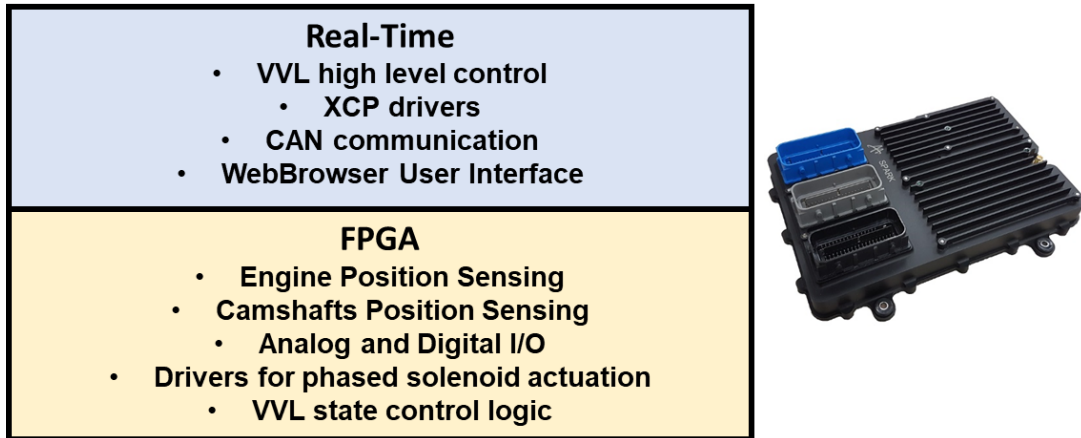 Real-Time
• VVL high level control
• XCP drivers
• CAN communication
• WebBrowser User Interface
FPGA
• Engine Position Sensing
• Camshafts Position Sensing
• Analog and Digital I/O
• Drivers for phased solenoid actuation
• VVL state control logic
SPARK